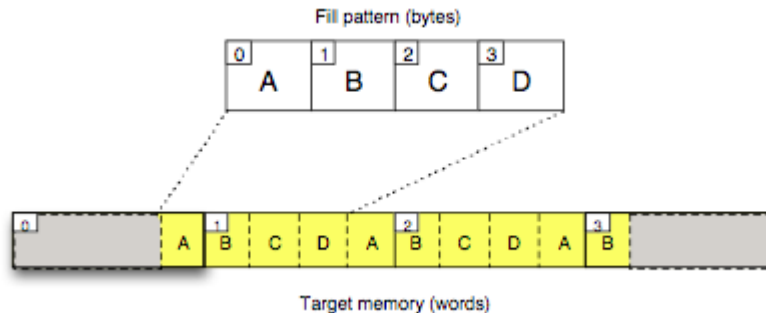 Fill pattern (bytes)
0 1 2 3
A B C D
0 1 2 3
A B C D A B C D A B
Target memory (words)